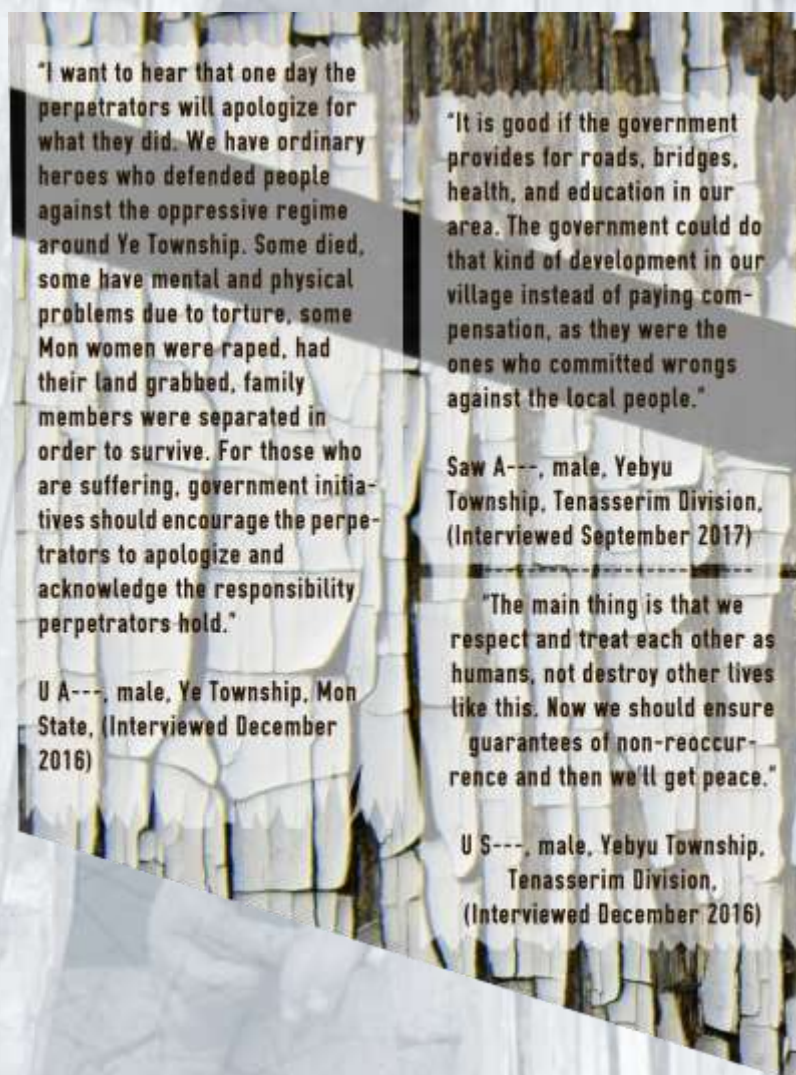 "I want to hear that one day the
perpetrators will apologize for
what they did. We have ordinary
heroes who defended people
against the oppressive regime
around Ye Township. Some died,
some have mental and physical
problems due to torture, some
Mon women were raped, had
their land grabbed, family
members were separated in
order to survive. For those who
are suffering, government initia-
tives should encourage the perpe-
trators to apologize and
acknowledge the responsibility
perpetrators hold."
U A---, male, Ye Township, Mon
State, (Interviewed December
2016)
"It is good if the government
provides for roads, bridges,
health, and education in our
area. The government could do
that kind of development in our
village instead of paying com-
pensation, as they were the
ones who committed wrongs
against the local people."
Saw A---, male, Yebyu
Township, Tenasserim Division,
(Interviewed September 2017)
"The main thing is that we
respect and treat each other as
humans, not destroy other lives
like this. Now we should ensure
guarantees of non-reoccur-
rence and then we'll get peace."
U S---, male, Yebyu Township,
Tenasserim Division,
(Interviewed December 2016)